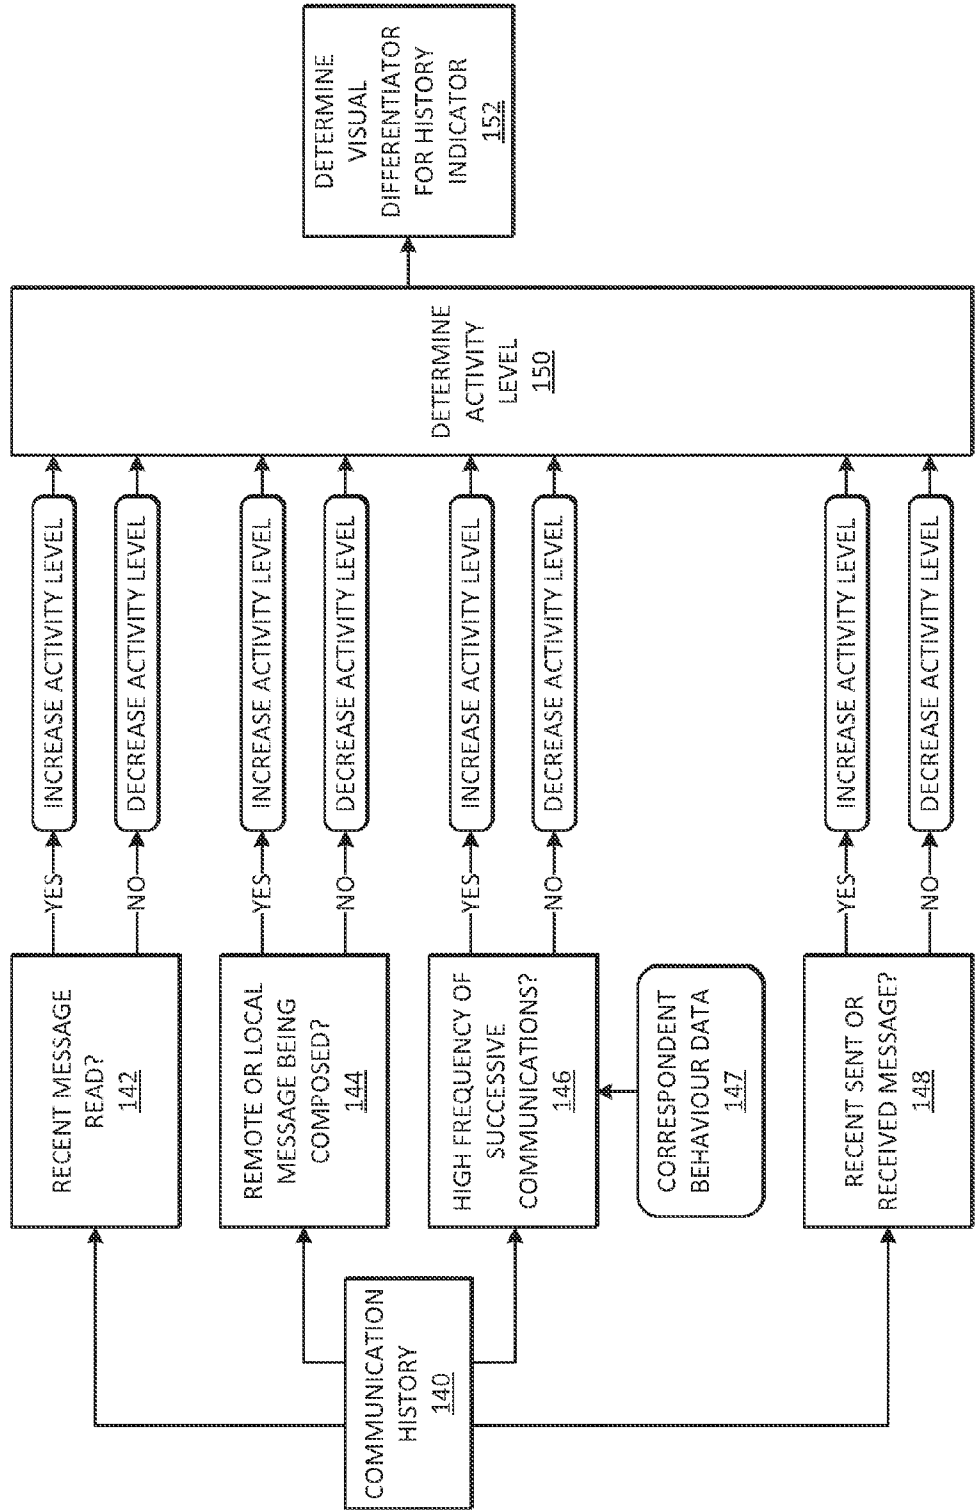 COMMUNICATION
HISTORY
140
RECENT MESSAGE
READ?
142
YES
INCREASE ACTIVITY LEVEL
NO
DECREASE ACTIVITY LEVEL
REMOTE OR LOCAL
MESSAGE BEING
COMPOSED?
144
YES
INCREASE ACTIVITY LEVEL
NO
DECREASE ACTIVITY LEVEL
HIGH FREQUENCY OF
SUCCESSIVE
COMMUNICATIONS?
146
YES
INCREASE ACTIVITY LEVEL
NO
DECREASE ACTIVITY LEVEL
CORRESPONDENT
BEHAVIOUR DATA
147
RECENT SENT OR
RECEIVED MESSAGE?
148
YES
INCREASE ACTIVITY LEVEL
NO
DECREASE ACTIVITY LEVEL
DETERMINE
ACTIVITY
LEVEL
150
DETERMINE
VISUAL
DIFFERENTIATOR
FOR HISTORY
INDICATOR
152